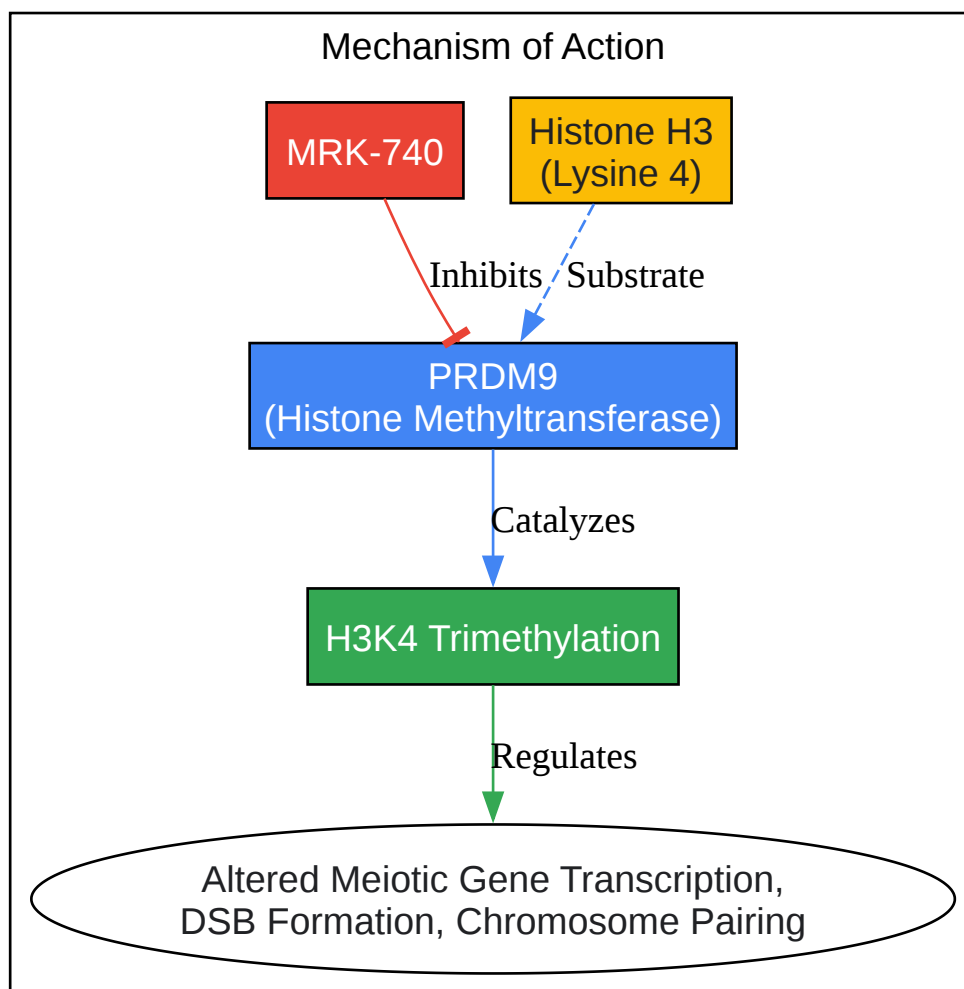 Mechanism of Action
MRK-740
Histone H3
(Lysine 4)
Inhibits
Substrate
PRDM9
(Histone Methyltransferase)
Catalyzes
H3K4 Trimethylation
Regulates
Altered Meiotic Gene Transcription,
DSB Formation, Chromosome Pairing